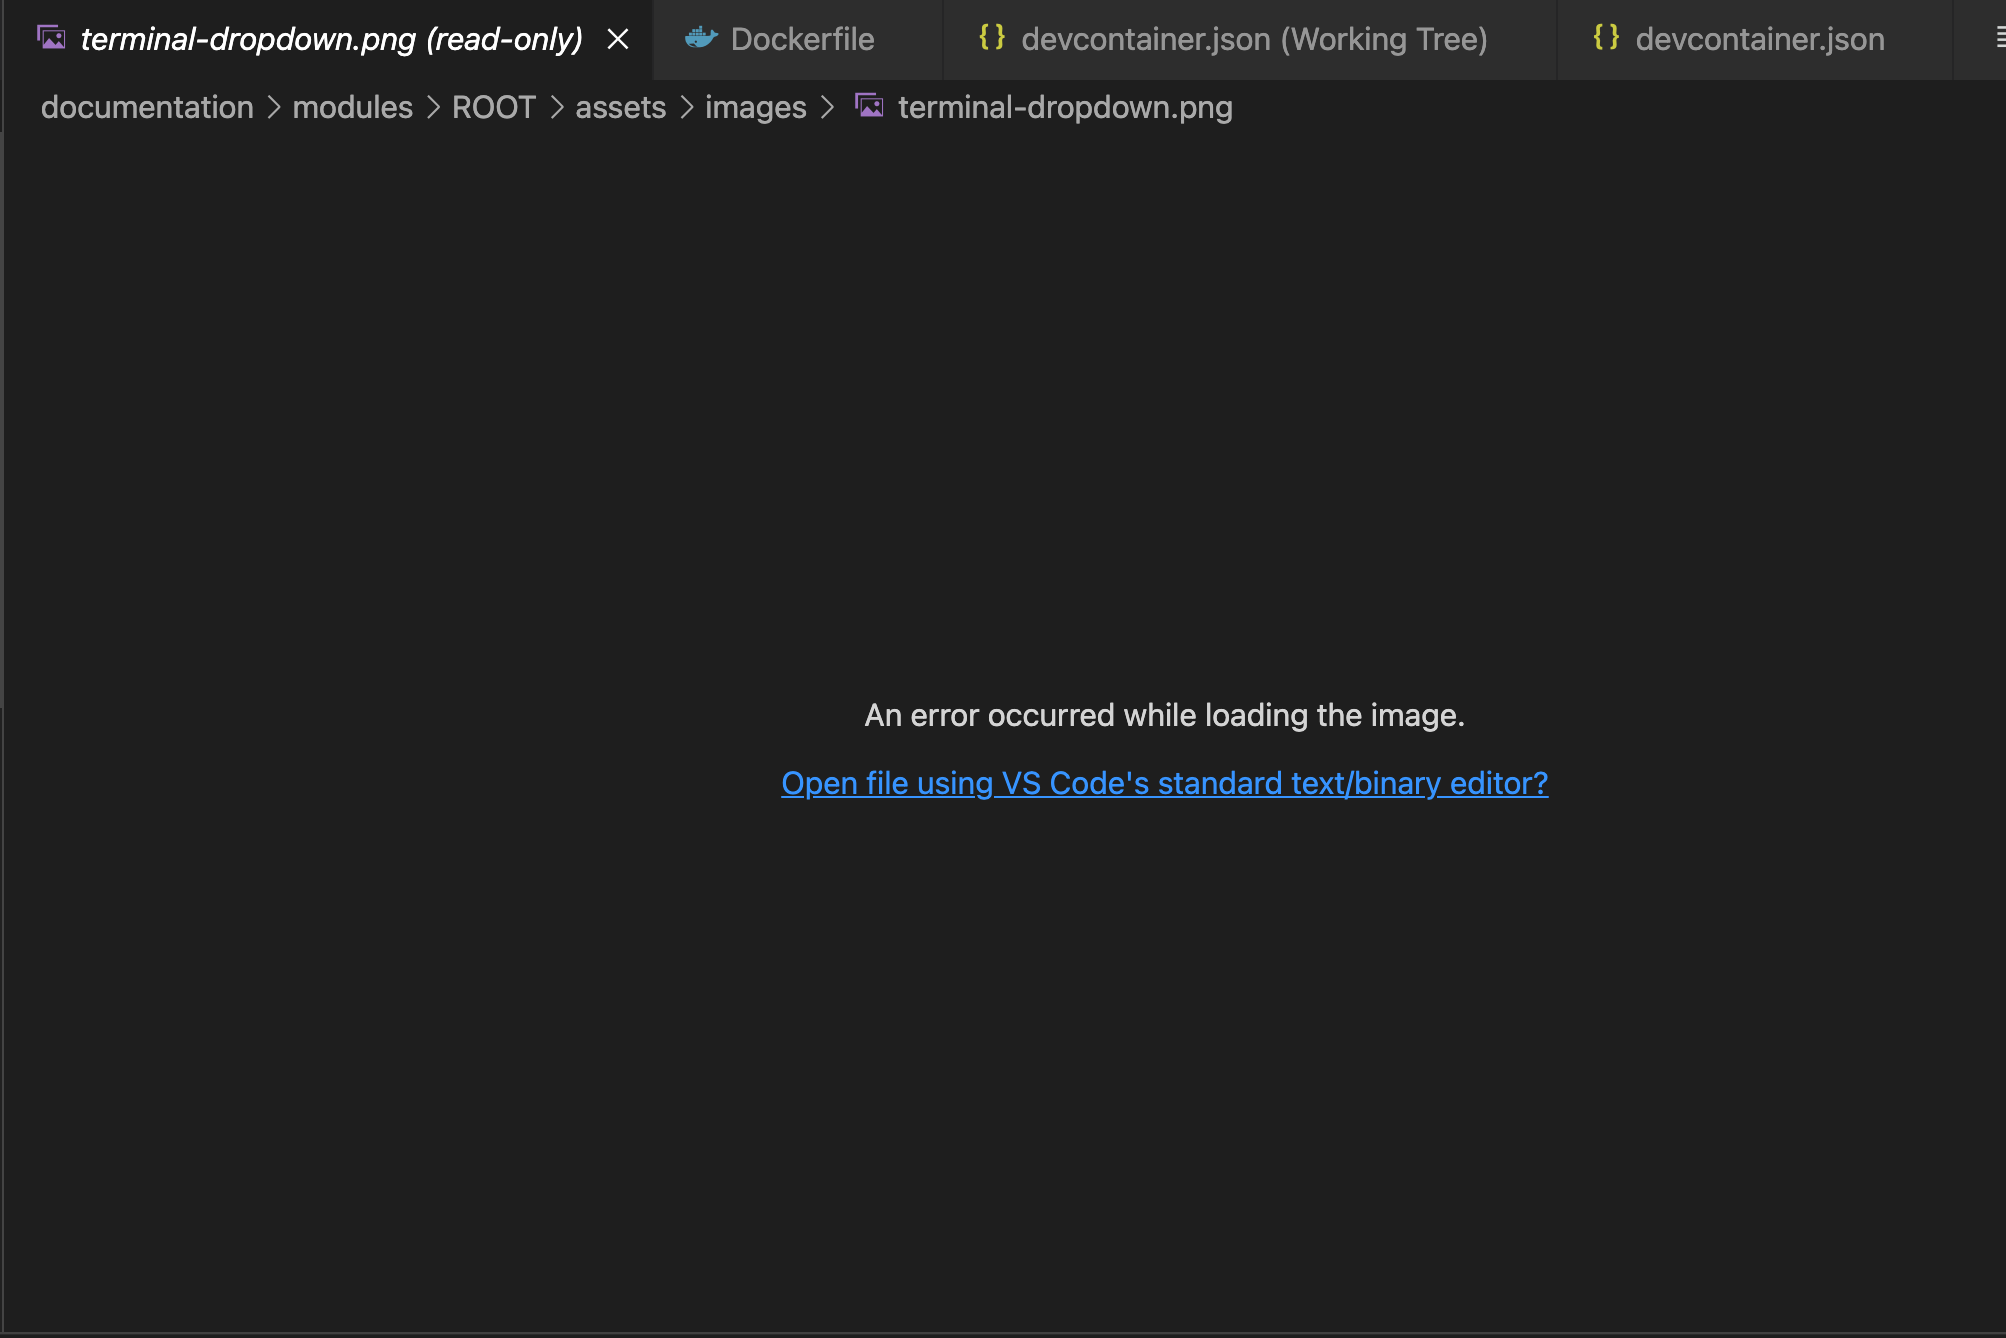 terminal-dropdown.png (read-only) Dockerfile {} devcontainer.json (Working Tree) {} devcontainer.json
documentation > modules > ROOT > assets > images > terminal-dropdown.png
An error occurred while loading the image.
Open file using VS Code's standard text/binary editor?